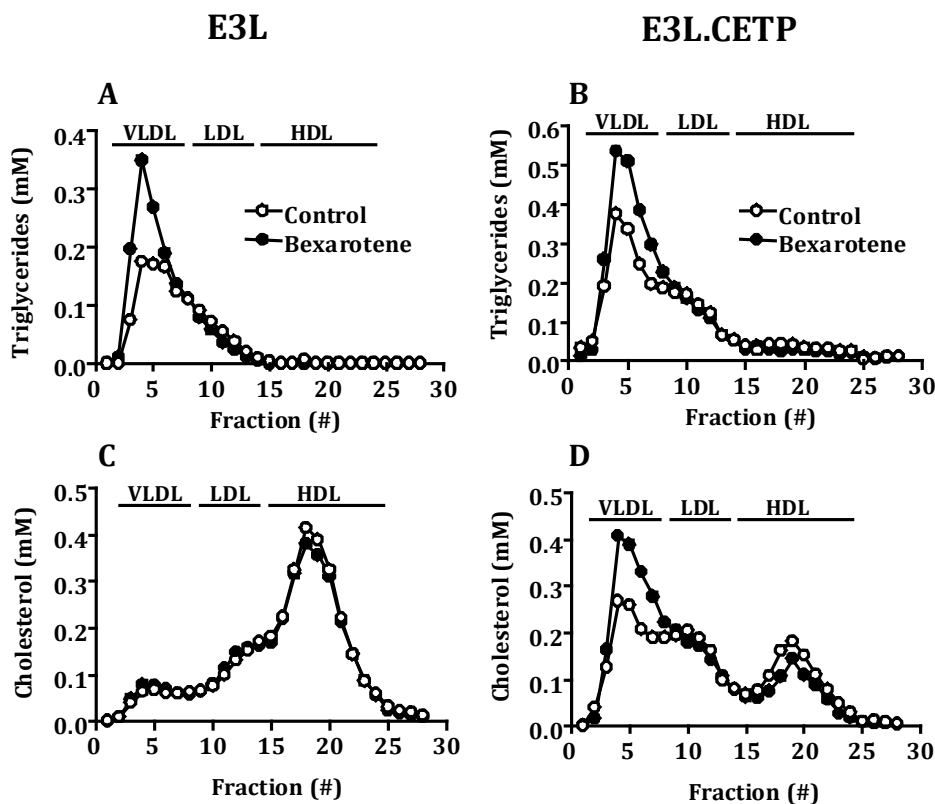 E3L E3L.CETP
A B
VLDL LDL HDL VLDL LDL HDL
Triglycerides (mM) Triglycerides (mM)
0.4
0.3
0.2
0.1
0.0
0.6
0.5
0.4
0.3
0.2
0.1
0.0
Control
Bexarotene
Control
Bexarotene
0 5 10 15 20 25 30 0 5 10 15 20 25 30
Fraction (#) Fraction (#)
C D
VLDL LDL HDL VLDL LDL HDL
Cholesterol (mM) Cholesterol (mM)
0.5
0.4
0.3
0.2
0.1
0.0
0.5
0.4
0.3
0.2
0.1
0.0
0 5 10 15 20 25 30 0 5 10 15 20 25 30
Fraction (#) Fraction (#)